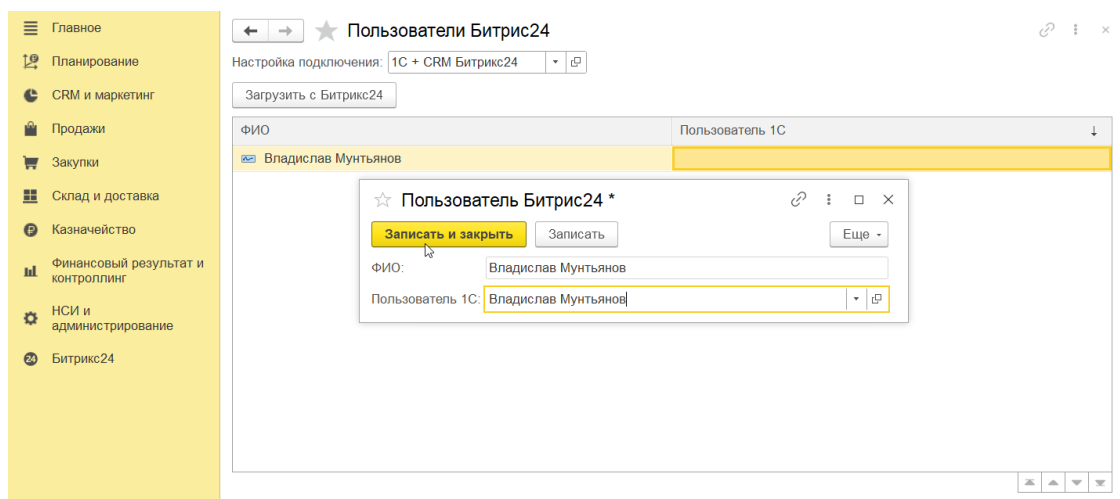 Главное
Планирование
CRM и маркетинг
Продажи
Закупки
Склад и доставка
Казначейство
Финансовый результат и
контроллинг
НСИ и
администрирование
24 Битрикс24
Пользователи Битрис24
Настройка подключения: 1С + CRM Битрикс24
Загрузить с Битрикс24
ФИО Пользователь 1С ↓
Владислав Мунтьянов
Пользователь Битрис24 *
Записать и закрыть Записать Еще
ФИО: Владислав Мунтьянов
Пользователь 1С: Владислав Мунтьянов